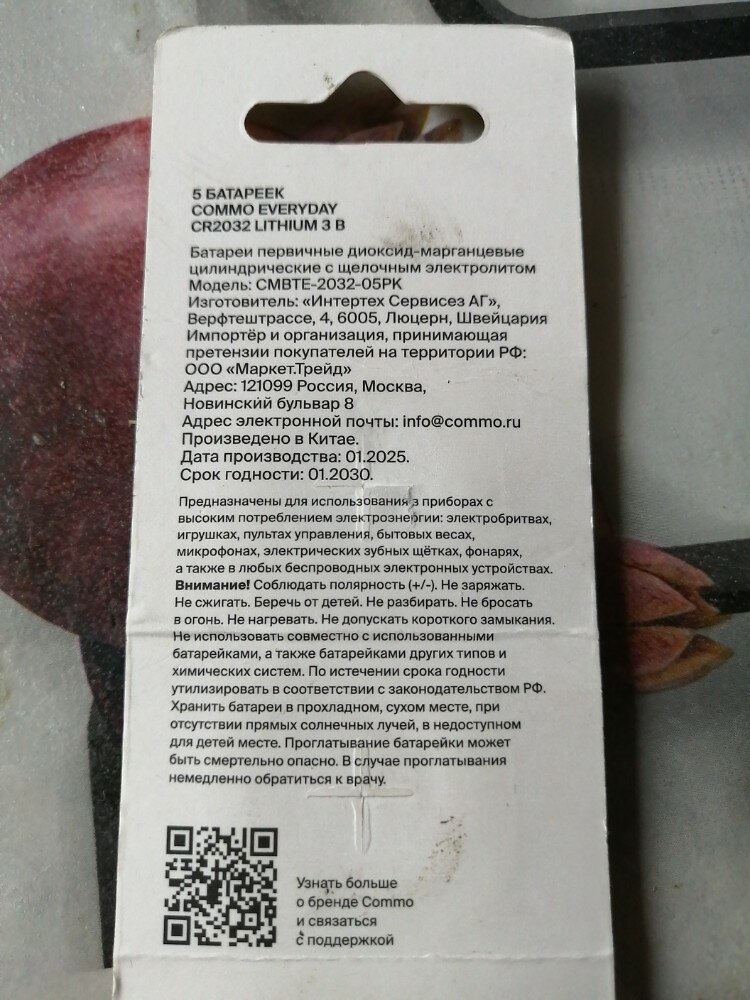 5 БАТАРЕЕК
COMMO EVERYDAY
CR2032 LITHIUM 3 В
Батареи первичные диоксид-марганцевые
цилиндрические с щелочным электролитом
Модель: CMBTE-2032-05PK
Изготовитель: «Интертех Сервисез АГ»,
Верфтештрассе, 4, 6005, Люцерн, Швейцария
Импортёр и организация, принимающая
претензии покупателей на территории РФ:
ООО «Маркет.Трейд»
Адрес: 121099 Россия, Москва,
Новинский бульвар 8
Адрес электронной почты: info@commo.ru
Произведено в Китае.
Дата производства: 01.2025.
Срок годности: 01.2030.
Предназначены для использования в приборах с
высоким потреблением электроэнергии: электробритвах,
игрушках, пультах управления, бытовых весах,
микрофонах, электрических зубных щётках, фонарях,
а также в любых беспроводных электронных устройствах.
Внимание! Соблюдать полярность (+/-). Не заряжать.
Не сжигать. Беречь от детей. Не разбирать. Не бросать
в огонь. Не нагревать. Не допускать короткого замыкания.
Не использовать совместно с использованными
батарейками, а также батарейками других типов и
химических систем. По истечении срока годности
утилизировать в соответствии с законодательством РФ.
Хранить батареи в прохладном, сухом месте, при
отсутствии прямых солнечных лучей, в недоступном
для детей месте. Проглатывание батарейки может
быть смертельно опасно. В случае проглатывания
немедленно обратиться к врачу.
Узнать больше
о бренде Commo
и связаться
с поддержкой